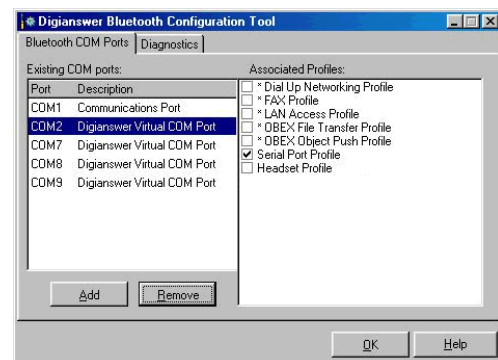 Digianswer Bluetooth Configuration Tool
Bluetooth COM Ports Diagnostics
Existing COM ports:
Port Description
COM1 Communications Port
COM2 Digianswer Virtual COM Port
COM7 Digianswer Virtual COM Port
COM8 Digianswer Virtual COM Port
COM9 Digianswer Virtual COM Port
Add Remove
Associated Profiles:
* Dial Up Networking Profile
* FAX Profile
* LAN Access Profile
* OBEX File Transfer Profile
* OBEX Object Push Profile
Serial Port Profile
Headset Profile
OK Help